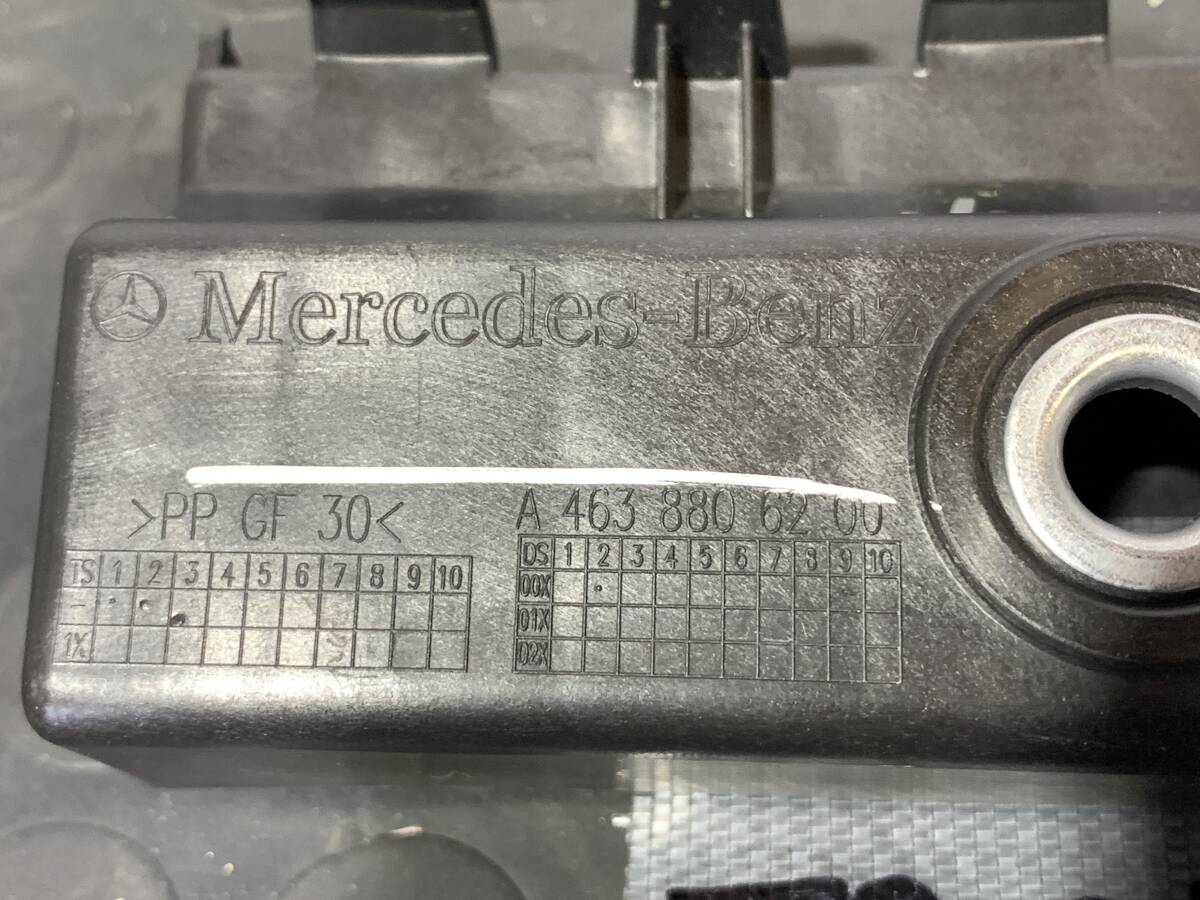 Mercedes-Benz
>PP GF 30<
A 463 880 62 00
TS 1 2 3 4 5 6 7 8 9 10
-
1X
DS 1 2 3 4 5 6 7 8 9 10
00X
01X
02X